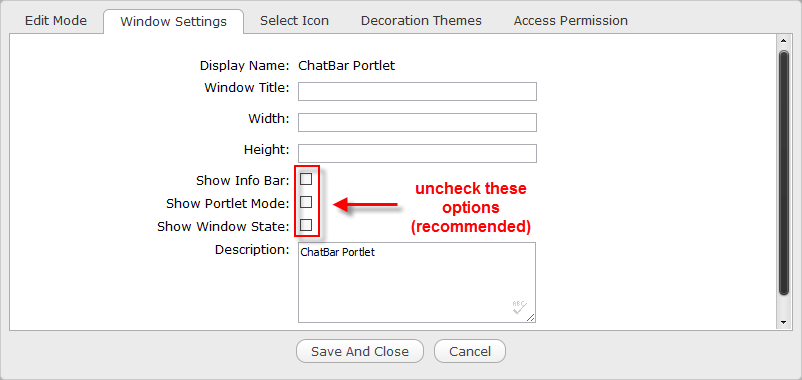 Edit Mode Window Settings Select Icon Decoration Themes Access Permission
Display Name: ChatBar Portlet
Window Title:
Width:
Height:
Show Info Bar:
Show Portlet Mode:
Show Window State:
uncheck these
options
(recommended)
Description: ChatBar Portlet
ABC
Save And Close Cancel